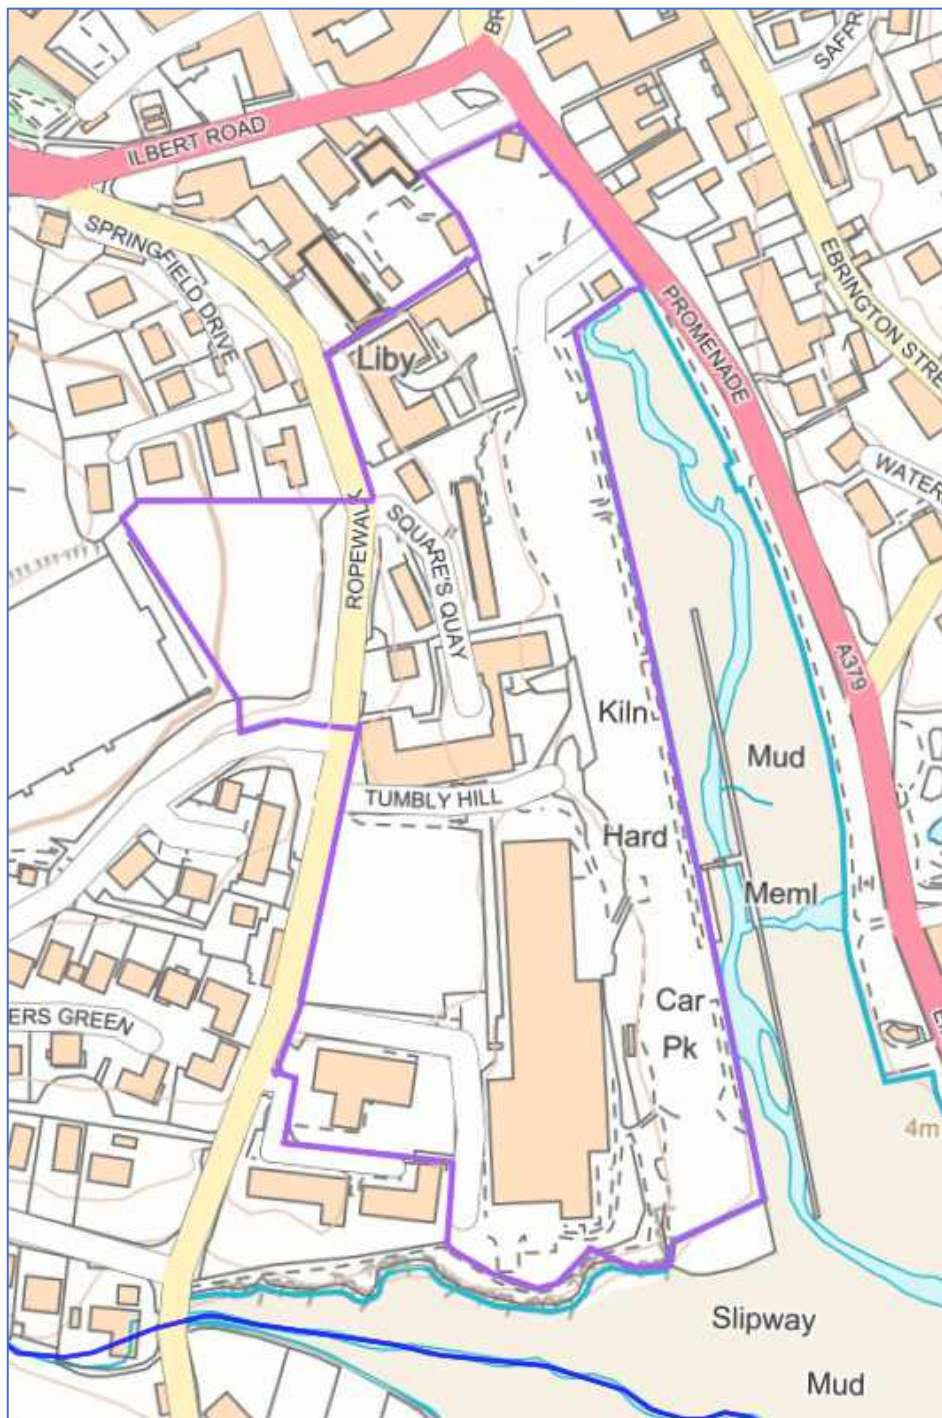 BR
SAFFR
ILBERT ROAD
SPRINGFIELD DRIVE
PROMENADE
EBRINGTON STRE
Liby
WATER
ROPEWALK
SQUARE'S QUAY
A379
Kiln
Mud
TUMBLY HILL
Hard
Meml
Car
Pk
ERS GREEN
E
4m
Slipway
Mud